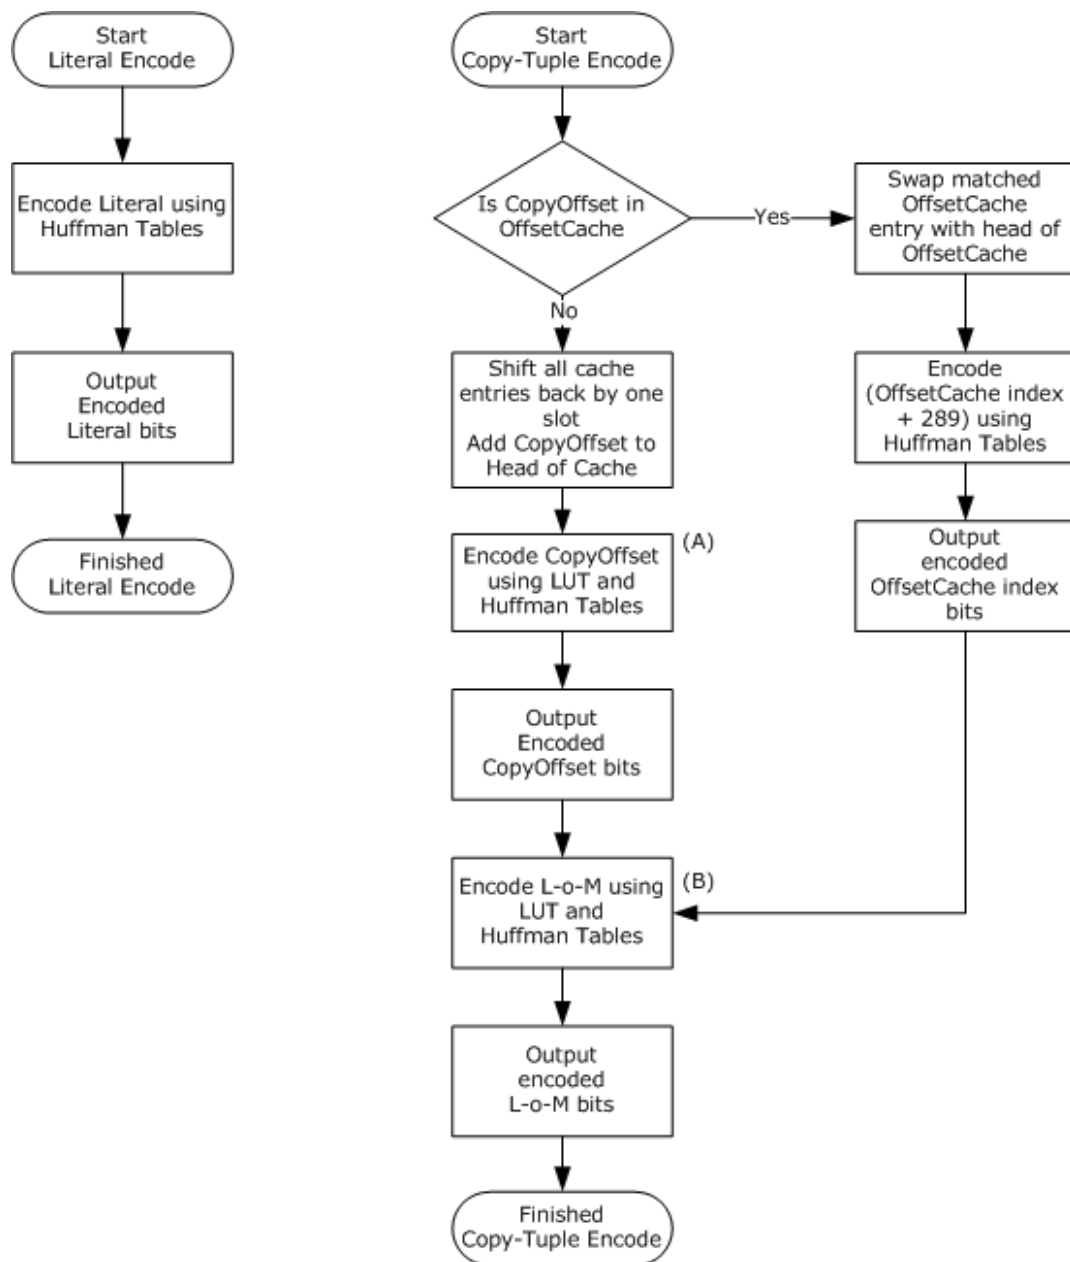 Start
Literal Encode
Encode Literal using
Huffman Tables
Output
Encoded
Literal bits
Finished
Literal Encode
Start
Copy-Tuple Encode
Is CopyOffset in
OffsetCache
Yes
No
Swap matched
OffsetCache
entry with head of
OffsetCache
Encode
(OffsetCache index
+ 289) using
Huffman Tables
Output
encoded
OffsetCache index
bits
Shift all cache
entries back by one
slot
Add CopyOffset to
Head of Cache
(A)
Encode CopyOffset
using LUT and
Huffman Tables
Output
Encoded
CopyOffset bits
(B)
Encode L-o-M using
LUT and
Huffman Tables
Output
encoded
L-o-M bits
Finished
Copy-Tuple Encode